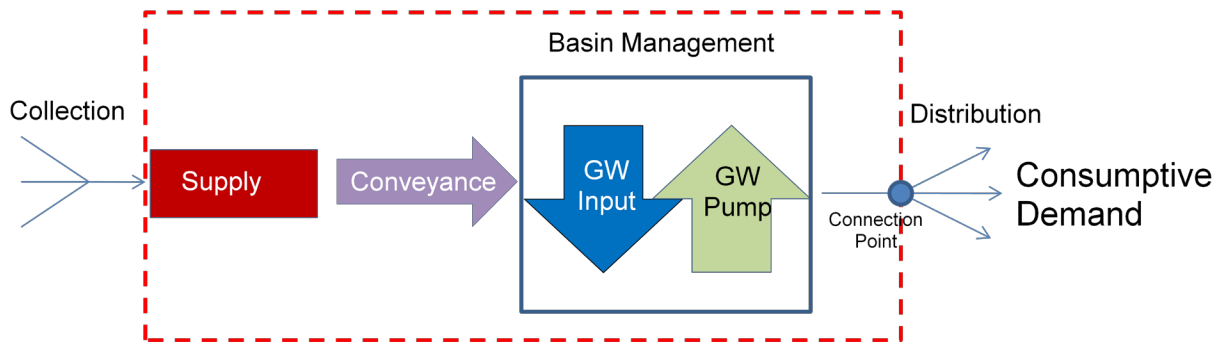 Basin Management
Collection
Supply
Conveyance
GW
Input
GW
Pump
Connection
Point
Distribution
Consumptive
Demand